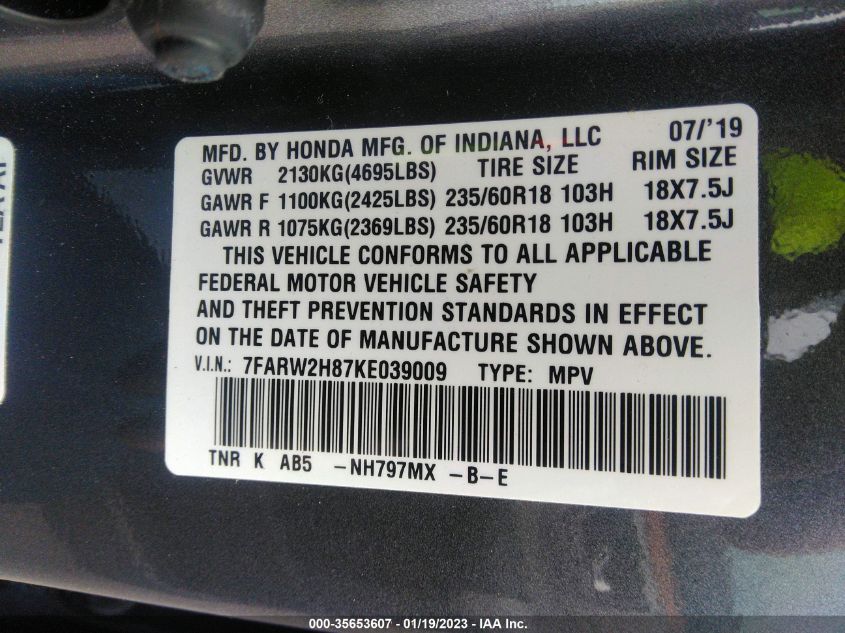 MFD. BY HONDA MFG. OF INDIANA, LLC 07/'19
GVWR 2130KG(4695LBS) TIRE SIZE RIM SIZE
GAWR F 1100KG(2425LBS) 235/60R18 103H 18X7.5J
GAWR R 1075KG(2369LBS) 235/60R18 103H 18X7.5J
THIS VEHICLE CONFORMS TO ALL APPLICABLE
FEDERAL MOTOR VEHICLE SAFETY
AND THEFT PREVENTION STANDARDS IN EFFECT
ON THE DATE OF MANUFACTURE SHOWN ABOVE.
V.I.N.: 7FARW2H87KE039009 TYPE: MPV
TNR K AB5 -NH797MX -B-E
000-35653607 - 01/19/2023 - IAA Inc.